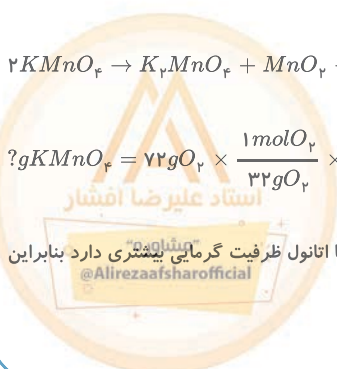 ۲KMnO₄ → K₂MnO₄ + MnO₂
?gKMnO₄ = ۷۲gO₂ × ۱molO₂ / ۳۲gO₂ ×
استاد علیرضا افشار
"مشاوره"
ا اتانول ظرفیت گرمایی بیشتری دارد بنابراین
@Alirezaafsharofficial